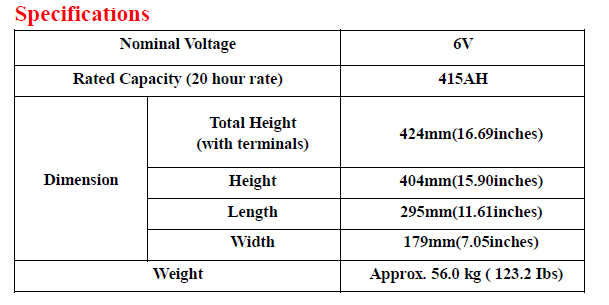 Specifications
Nominal Voltage 6V
Rated Capacity (20 hour rate) 415AH
Dimension
Total Height
(with terminals) 424mm(16.69inches)
Height 404mm(15.90inches)
Length 295mm(11.61inches)
Width 179mm(7.05inches)
Weight Approx. 56.0 kg ( 123.2 Ibs)